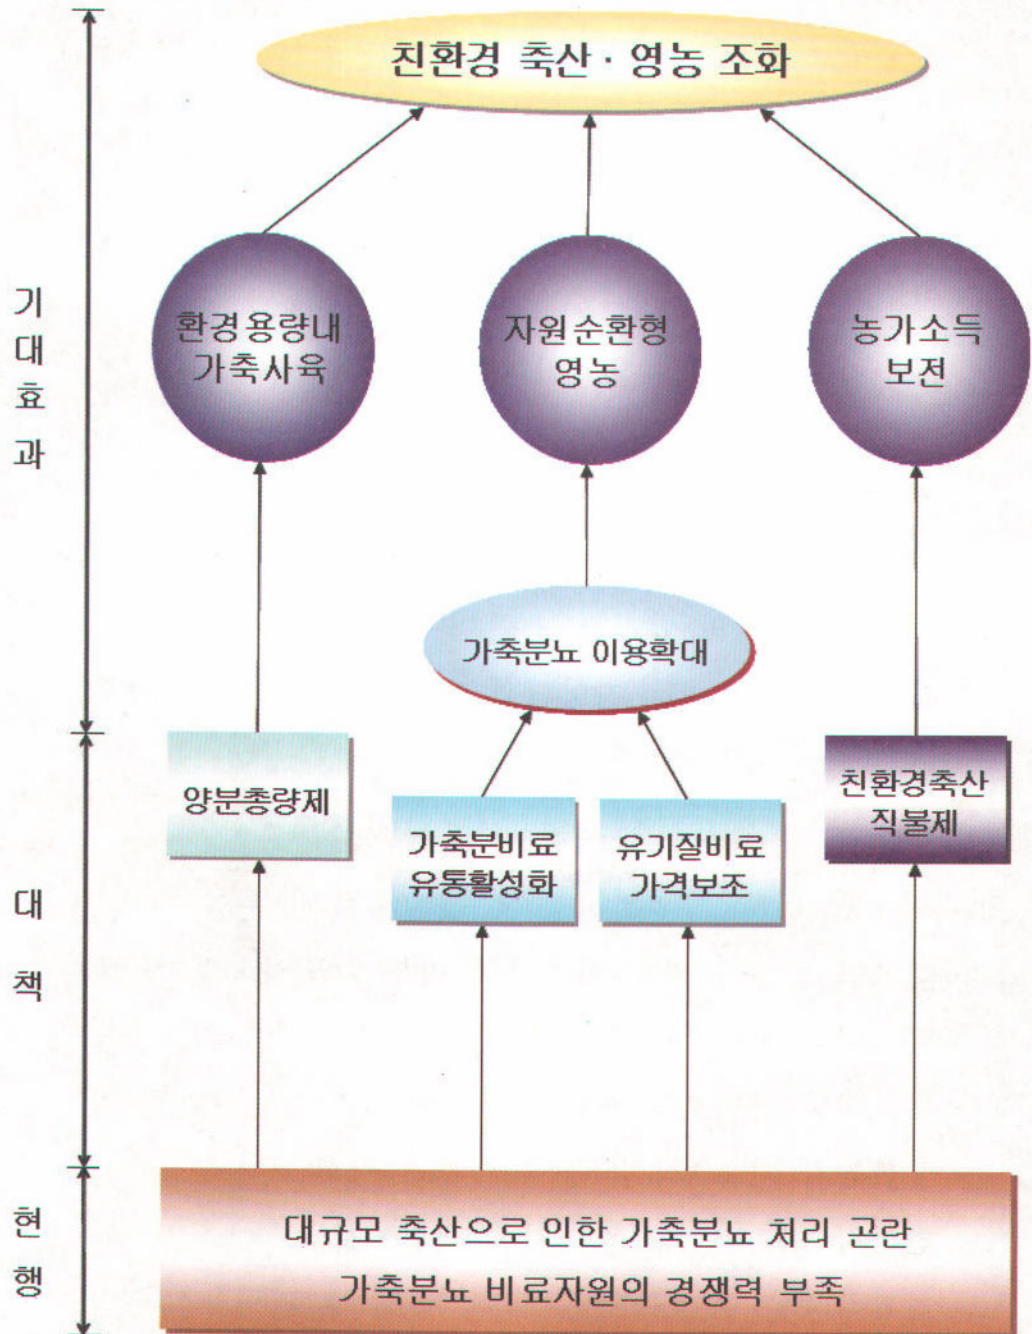 친환경 축산 · 영농 조화
기대효과
환경용량내
가축사육
자원순환형
영농
농가소득
보전
가축분뇨 이용확대
대책
양분총량제
가축분비료
유통활성화
유기질비료
가격보조
친환경축산
직불제
현행
대규모 축산으로 인한 가축분뇨 처리 곤란
가축분뇨 비료자원의 경쟁력 부족